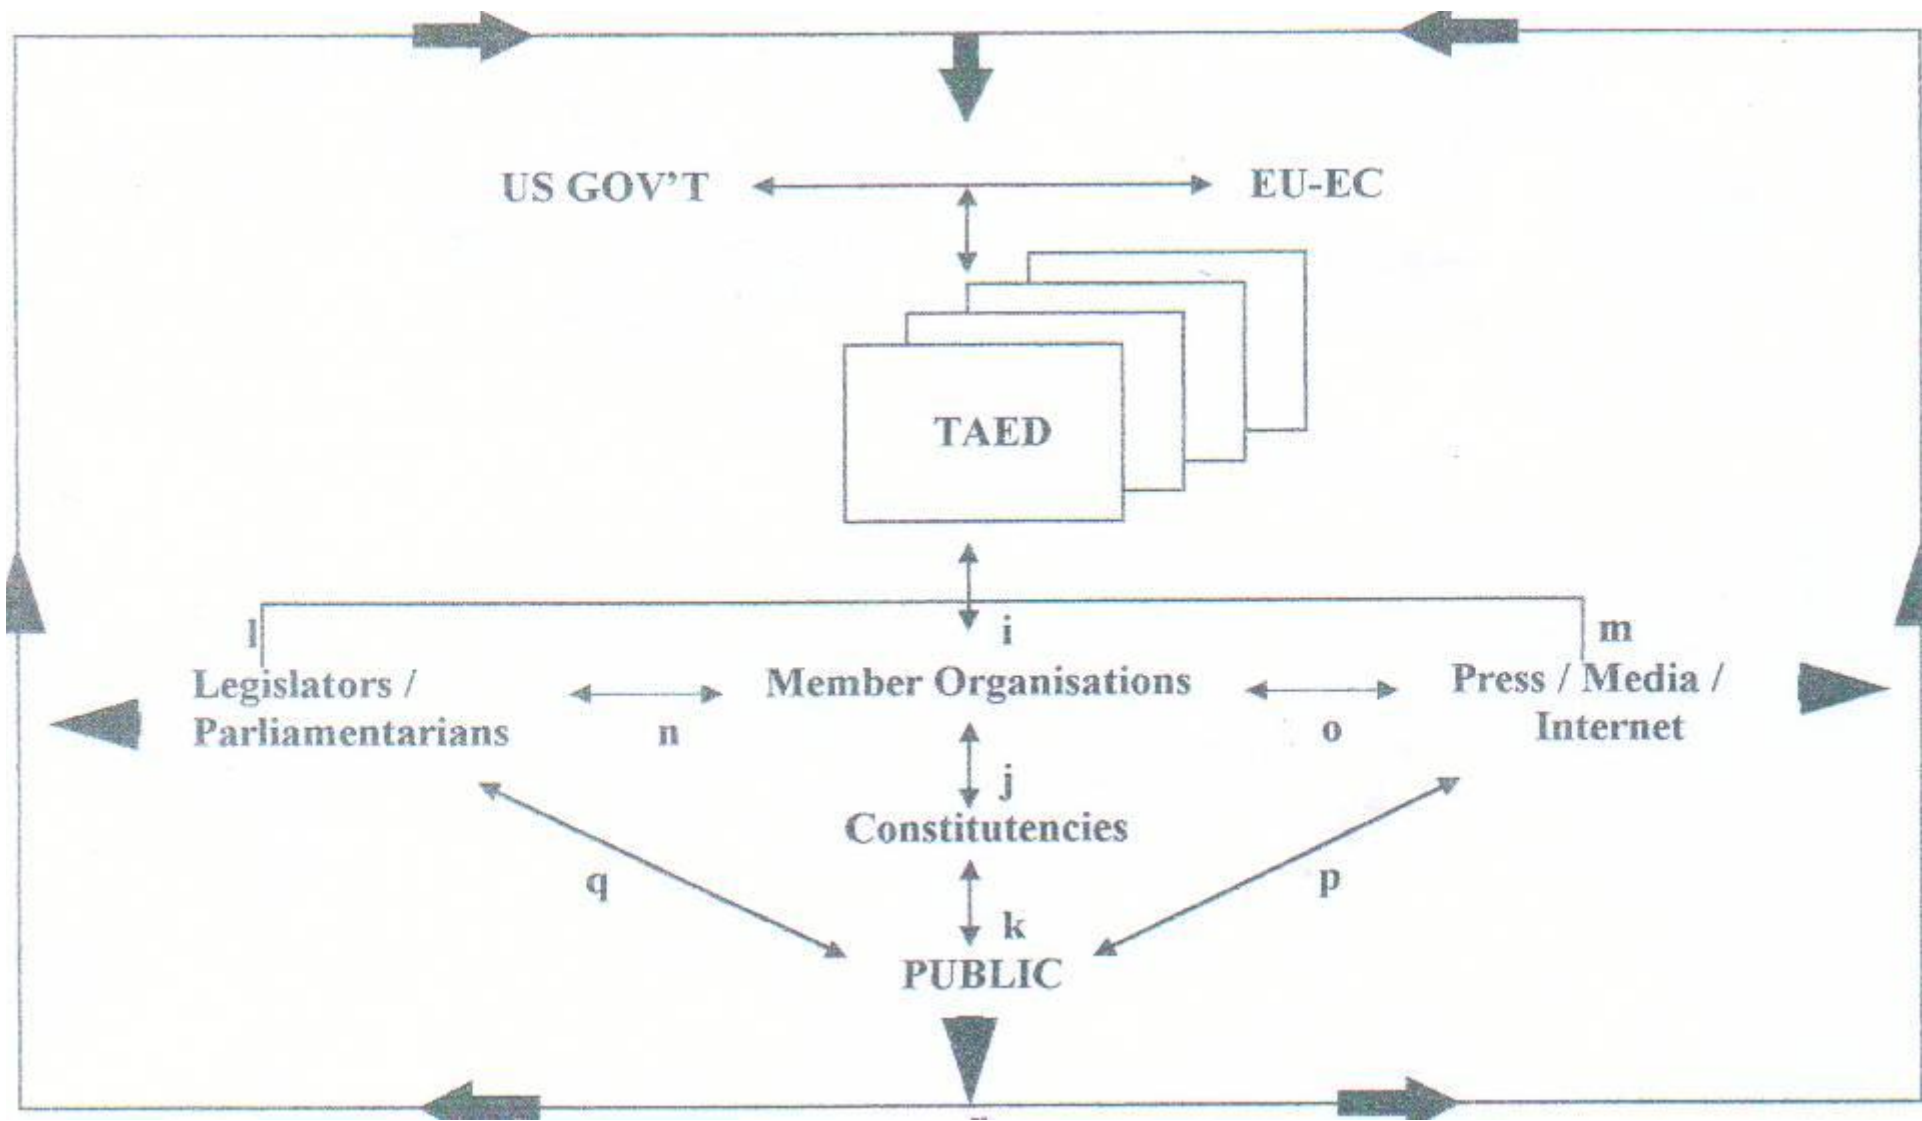 US GOV'T
EU-EC
TAED
l
i
m
Legislators /
Parliamentarians
n
Member Organisations
o
Press / Media /
Internet
j
Constitutencies
q
p
k
PUBLIC